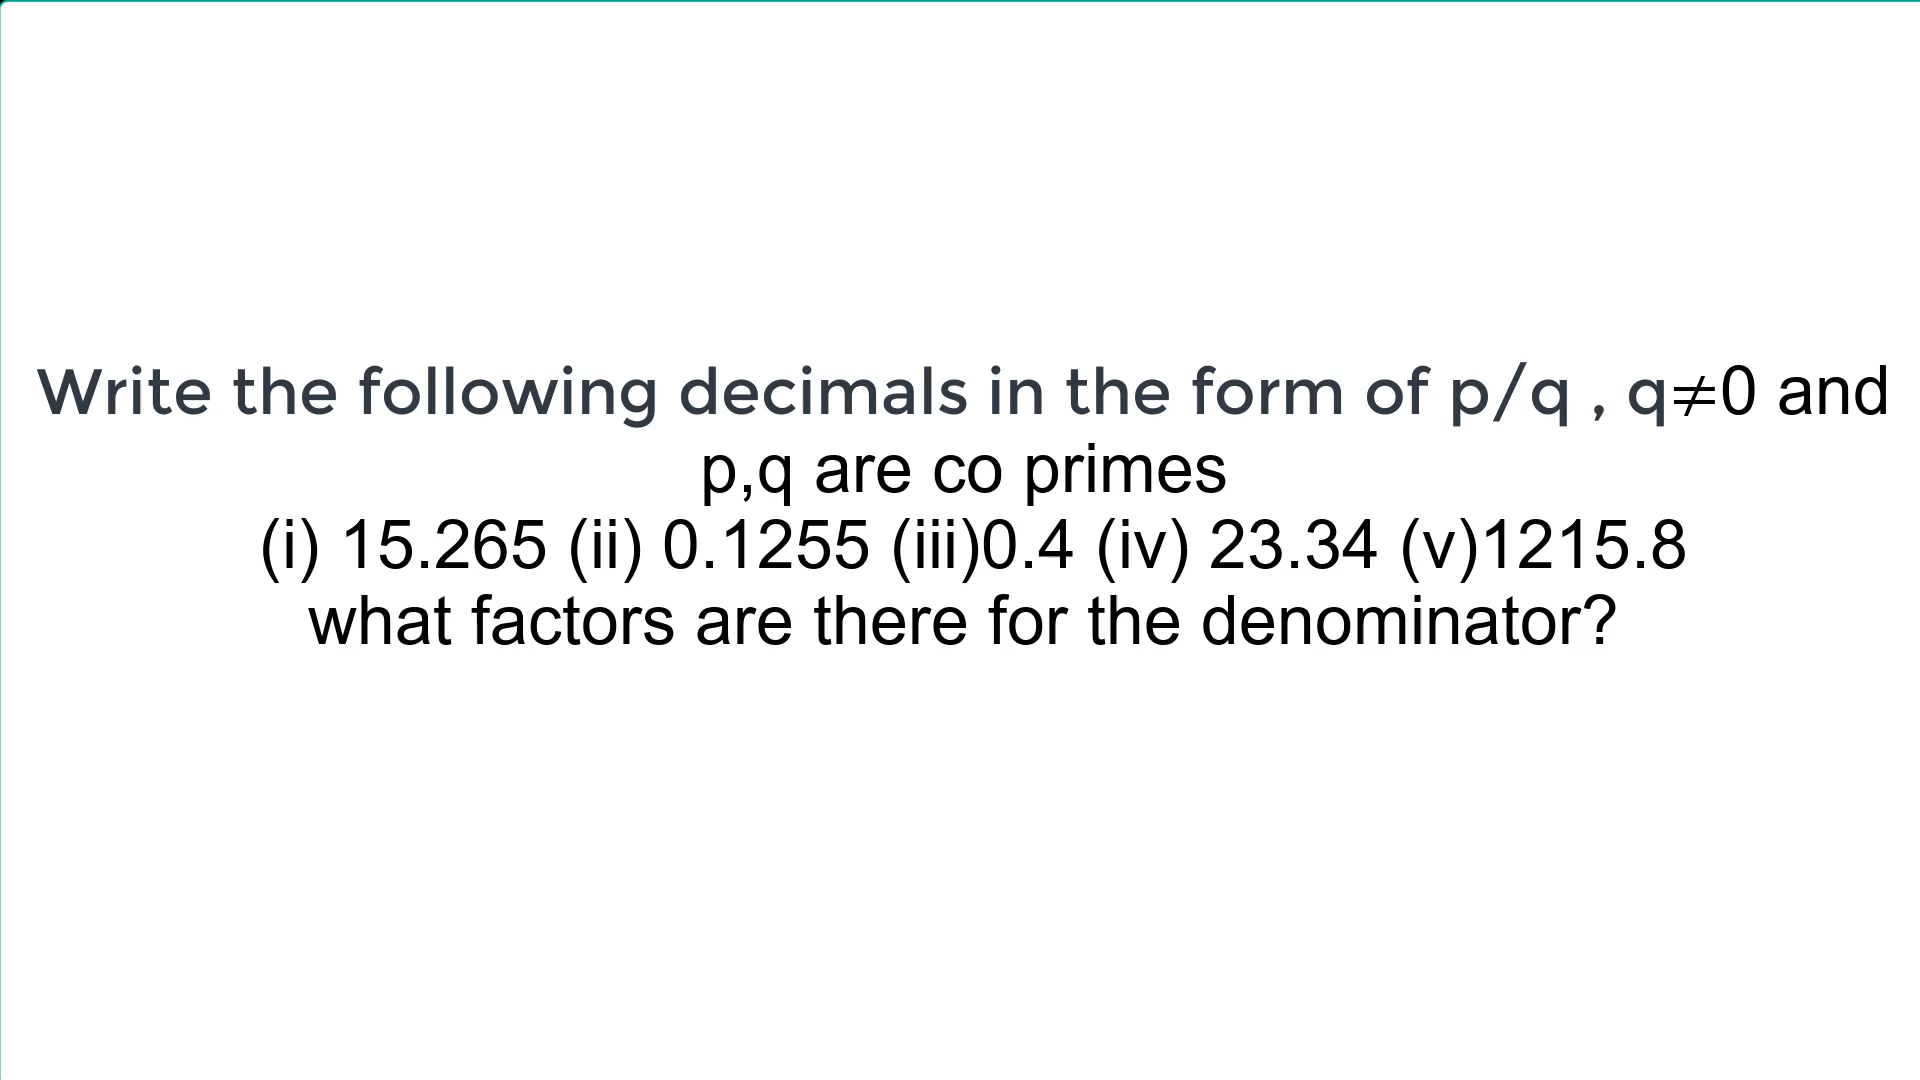 Write the following decimals in the form of p/q , q≠0 and
p,q are co primes
(i) 15.265 (ii) 0.1255 (iii)0.4 (iv) 23.34 (v)1215.8
what factors are there for the denominator?